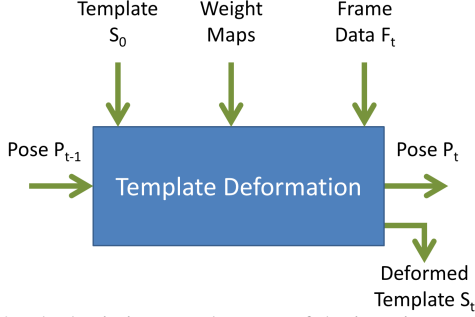 Template
S0
Weight
Maps
Frame
Data Ft
Pose Pt-1
Template Deformation
Pose Pt
Deformed
Template St